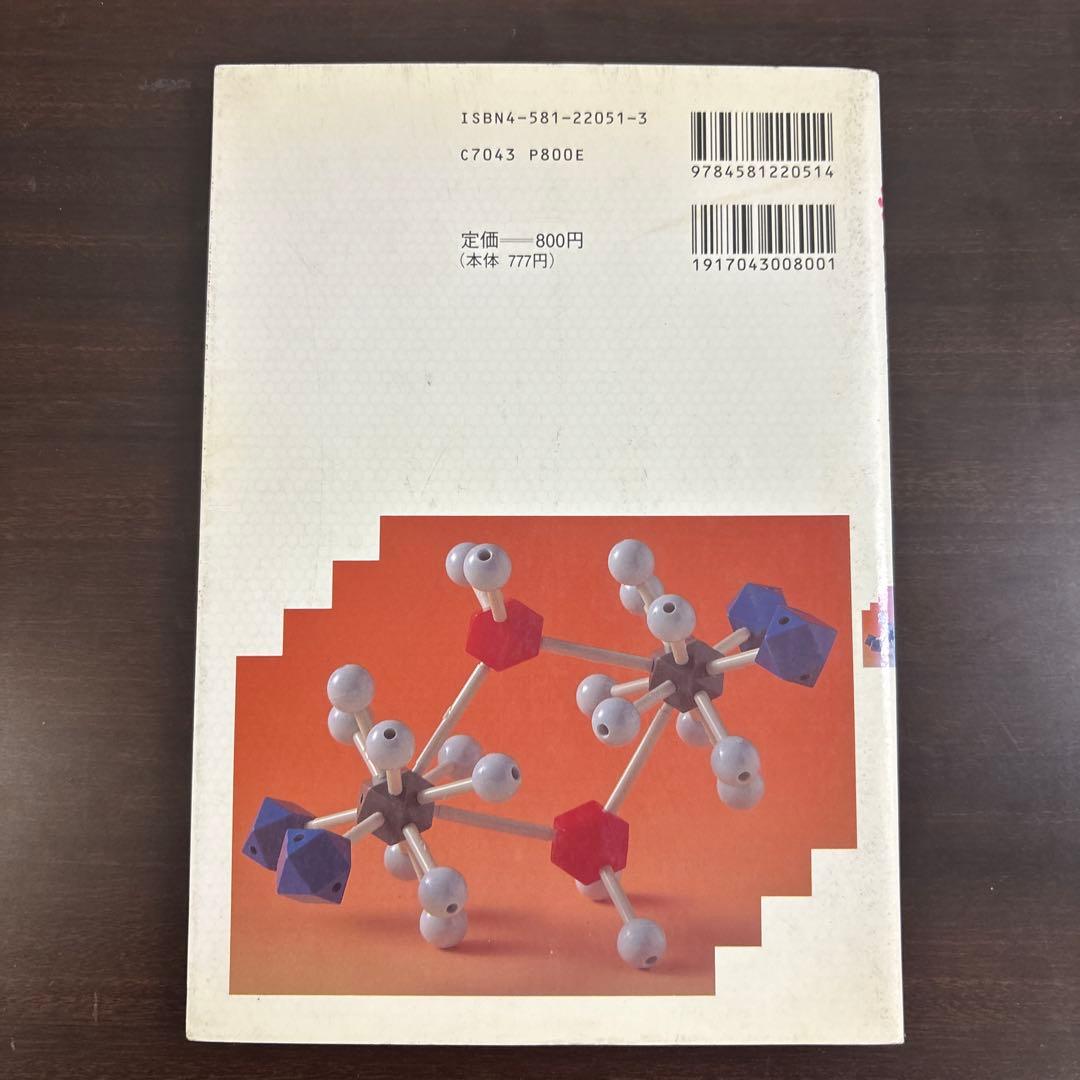 ISBN4-581-22051-3
C7043 P800E
9784581220514
定価──800円
（本体 777円）
1917043008001